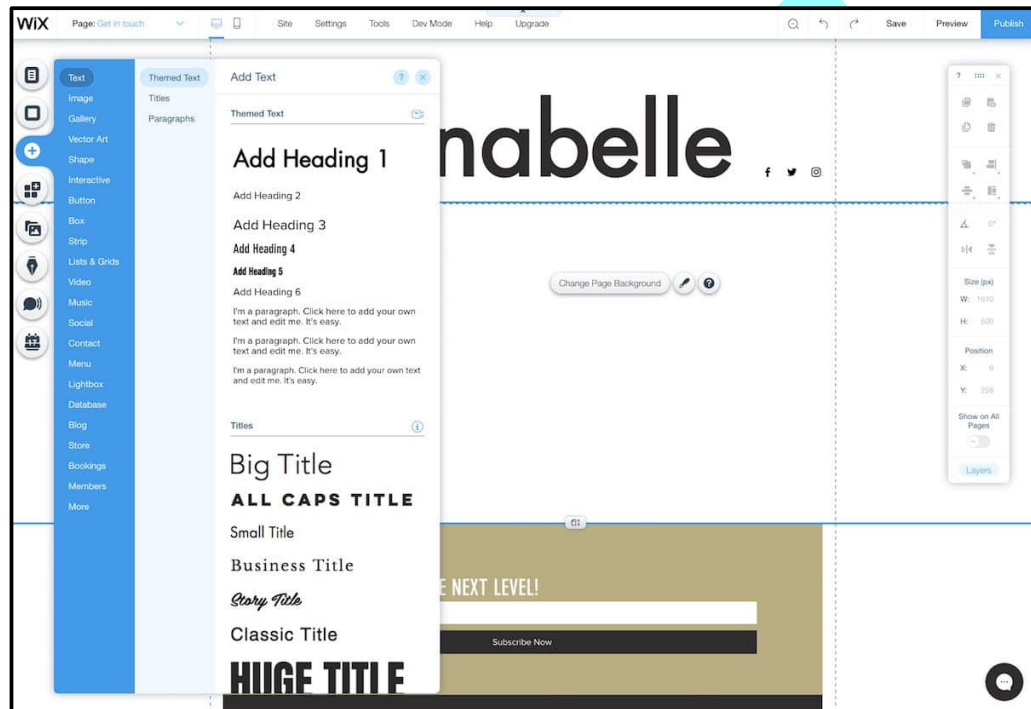 WiX
Page: Get in touch
Site
Settings
Tools
Dev Mode
Help
Upgrade
Save
Preview
Publish
Text
Image
Gallery
Vector Art
Shape
Interactive
Button
Box
Strip
Lists & Grids
Video
Music
Social
Contact
Menu
Lightbox
Database
Blog
Store
Bookings
Members
More
Themed Text
Titles
Paragraphs
Add Text
?
Themed Text
Add Heading 1
Add Heading 2
Add Heading 3
Add Heading 4
Add Heading 5
Add Heading 6
I'm a paragraph. Click here to add your own
text and edit me. It's easy.
I'm a paragraph. Click here to add your own
text and edit me. It's easy.
I'm a paragraph. Click here to add your own text
and edit me. It's easy.
Titles
Big Title
ALL CAPS TITLE
Small Title
Business Title
Story Title
Classic Title
HUGE TITLE
nabelle
Change Page Background
?
E NEXT LEVEL!
Subscribe Now
?
0°
Size (px)
W: 1010
H: 500
Position
X: 0
Y: 258
Show on All
Pages
Layers